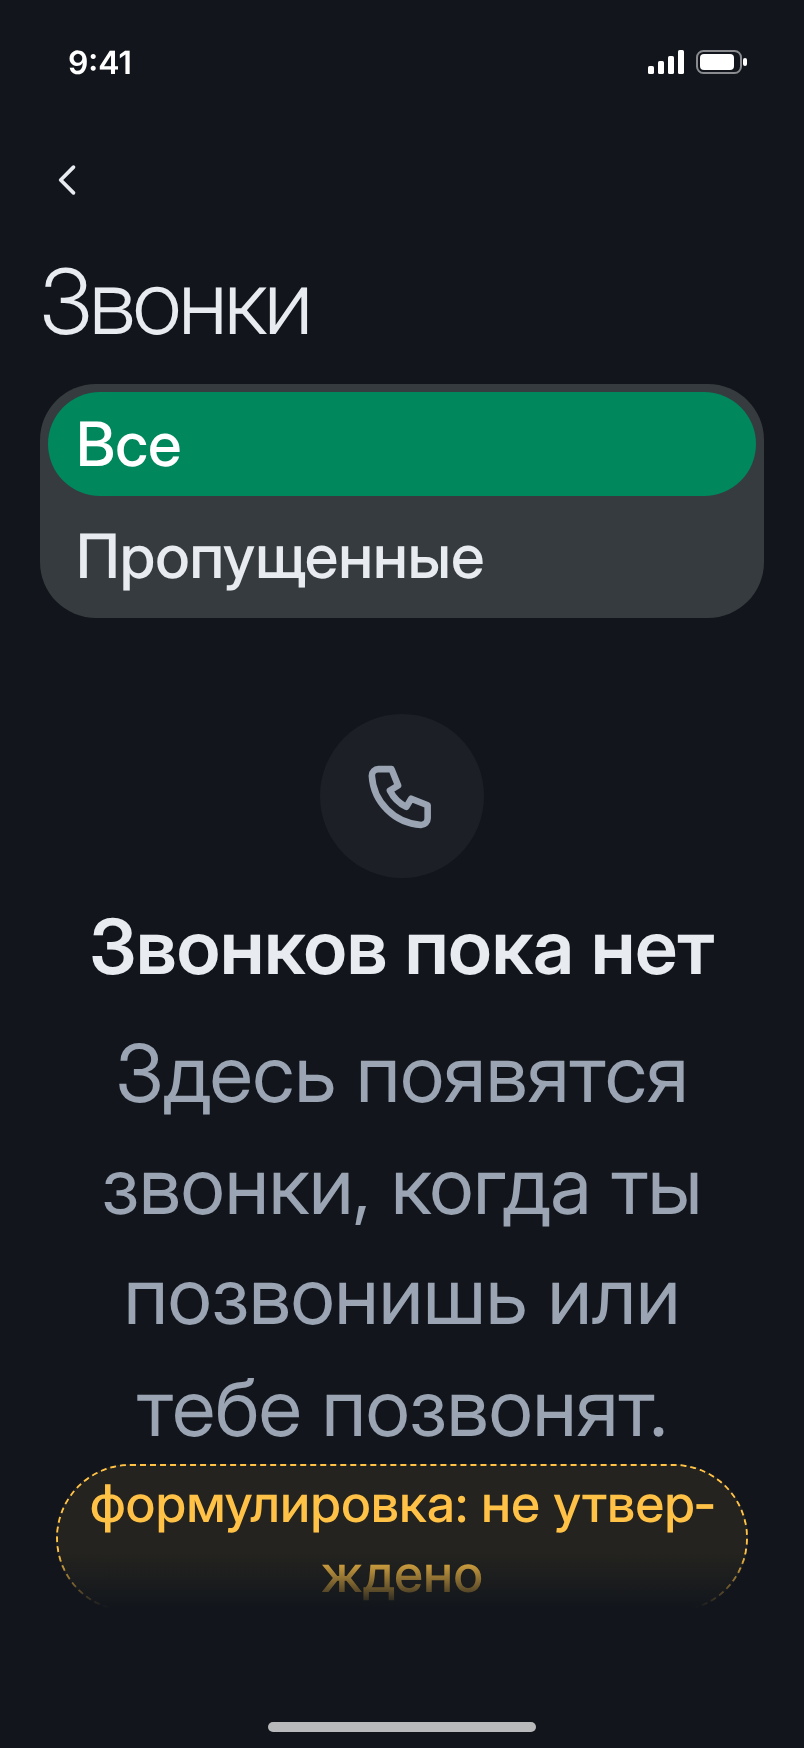 9:41
Звонки
Все
Пропущенные
Звонков пока нет
Здесь появятся
звонки, когда ты
позвонишь или
тебе позвонят.
формулировка: не утвер-
ждено